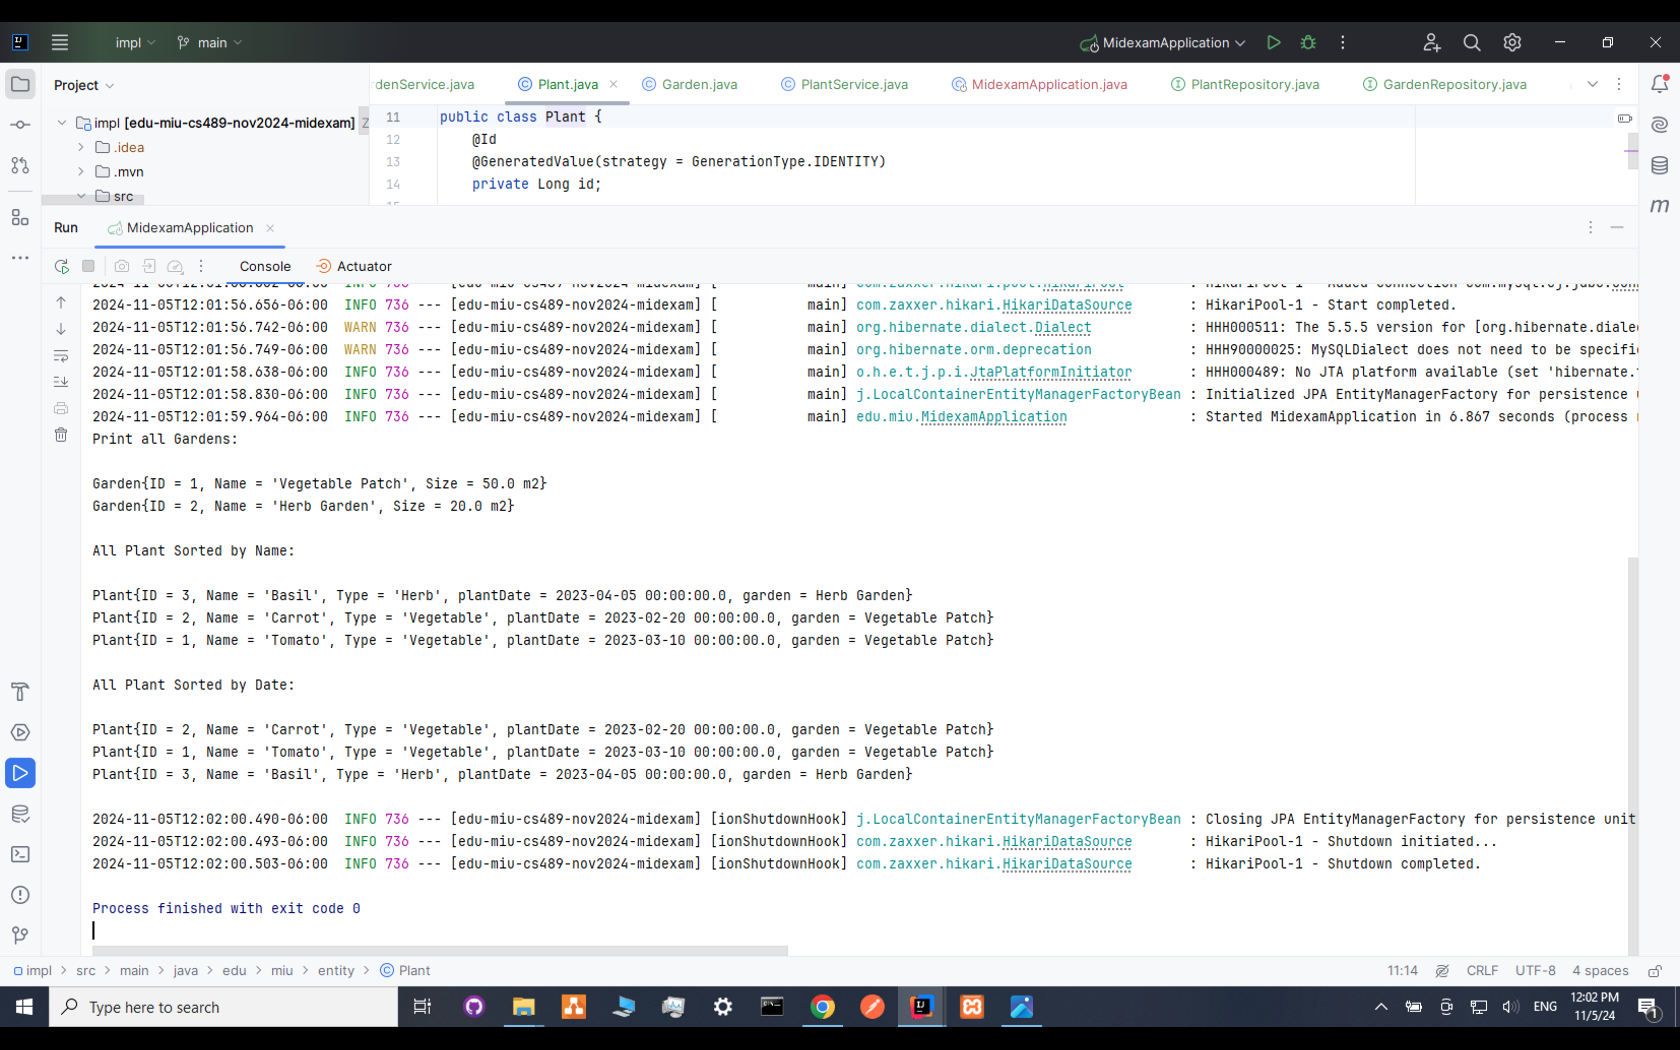 impl
main
MidexamApplication
Project
denService.java
Plant.java
Garden.java
PlantService.java
MidexamApplication.java
PlantRepository.java
GardenRepository.java
impl [edu-miu-cs489-nov2024-midexam]
.idea
.mvn
src
11 public class Plant {
12 @Id
13 @GeneratedValue(strategy = GenerationType.IDENTITY)
14 private Long id;
Run MidexamApplication
Console Actuator
2024-11-05T12:01:56.656-06:00 INFO 736 --- [edu-miu-cs489-nov2024-midexam] [ main] com.zaxxer.hikari.HikariDataSource : HikariPool-1 - Start completed.
2024-11-05T12:01:56.742-06:00 WARN 736 --- [edu-miu-cs489-nov2024-midexam] [ main] org.hibernate.dialect.Dialect : HHH000511: The 5.5.5 version for [org.hibernate.diale
2024-11-05T12:01:56.749-06:00 WARN 736 --- [edu-miu-cs489-nov2024-midexam] [ main] org.hibernate.orm.deprecation : HHH90000025: MySQLDialect does not need to be specifi
2024-11-05T12:01:58.638-06:00 INFO 736 --- [edu-miu-cs489-nov2024-midexam] [ main] o.h.e.t.j.p.i.JtaPlatformInitiator : HHH000489: No JTA platform available (set 'hibernate.
2024-11-05T12:01:58.830-06:00 INFO 736 --- [edu-miu-cs489-nov2024-midexam] [ main] j.LocalContainerEntityManagerFactoryBean : Initialized JPA EntityManagerFactory for persistence
2024-11-05T12:01:59.964-06:00 INFO 736 --- [edu-miu-cs489-nov2024-midexam] [ main] edu.miu.MidexamApplication : Started MidexamApplication in 6.867 seconds (process
Print all Gardens:
Garden{ID = 1, Name = 'Vegetable Patch', Size = 50.0 m2}
Garden{ID = 2, Name = 'Herb Garden', Size = 20.0 m2}
All Plant Sorted by Name:
Plant{ID = 3, Name = 'Basil', Type = 'Herb', plantDate = 2023-04-05 00:00:00.0, garden = Herb Garden}
Plant{ID = 2, Name = 'Carrot', Type = 'Vegetable', plantDate = 2023-02-20 00:00:00.0, garden = Vegetable Patch}
Plant{ID = 1, Name = 'Tomato', Type = 'Vegetable', plantDate = 2023-03-10 00:00:00.0, garden = Vegetable Patch}
All Plant Sorted by Date:
Plant{ID = 2, Name = 'Carrot', Type = 'Vegetable', plantDate = 2023-02-20 00:00:00.0, garden = Vegetable Patch}
Plant{ID = 1, Name = 'Tomato', Type = 'Vegetable', plantDate = 2023-03-10 00:00:00.0, garden = Vegetable Patch}
Plant{ID = 3, Name = 'Basil', Type = 'Herb', plantDate = 2023-04-05 00:00:00.0, garden = Herb Garden}
2024-11-05T12:02:00.490-06:00 INFO 736 --- [edu-miu-cs489-nov2024-midexam] [ionShutdownHook] j.LocalContainerEntityManagerFactoryBean : Closing JPA EntityManagerFactory for persistence unit
2024-11-05T12:02:00.493-06:00 INFO 736 --- [edu-miu-cs489-nov2024-midexam] [ionShutdownHook] com.zaxxer.hikari.HikariDataSource : HikariPool-1 - Shutdown initiated...
2024-11-05T12:02:00.503-06:00 INFO 736 --- [edu-miu-cs489-nov2024-midexam] [ionShutdownHook] com.zaxxer.hikari.HikariDataSource : HikariPool-1 - Shutdown completed.
Process finished with exit code 0
impl > src > main > java > edu > miu > entity > Plant
11:14 CRLF UTF-8 4 spaces
Type here to search
ENG
12:02 PM
11/5/24
1